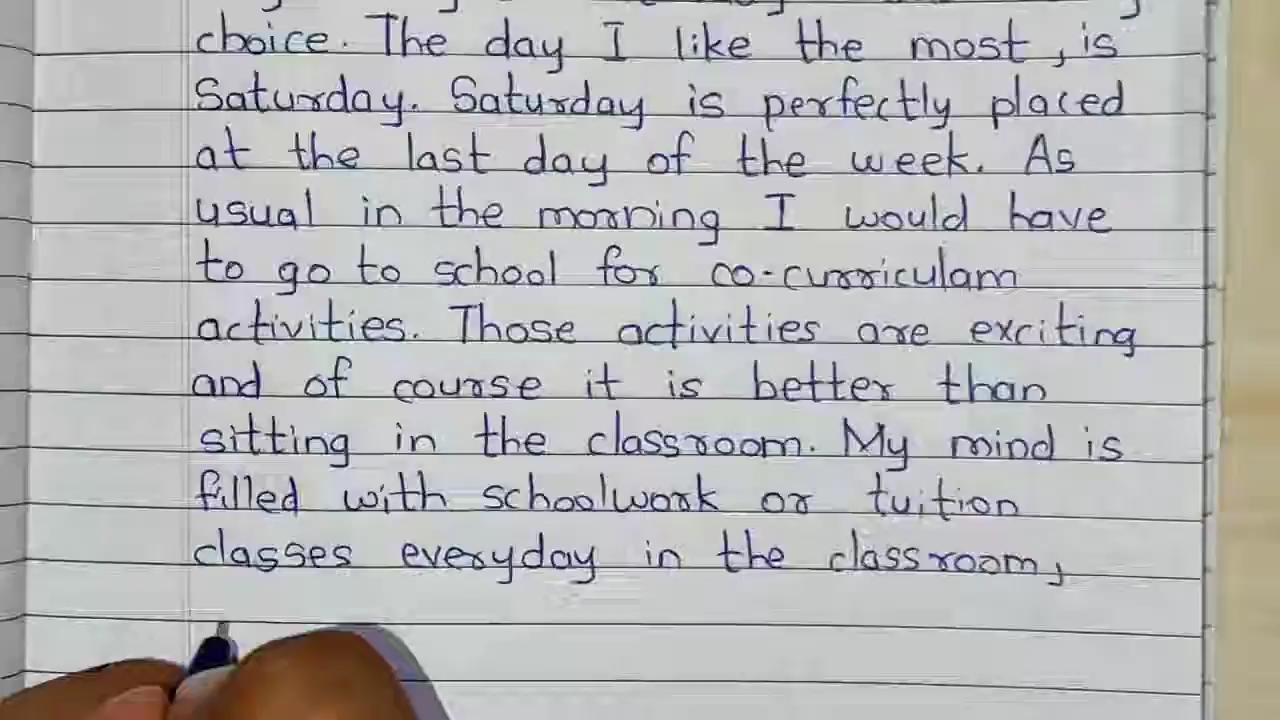 choice. The day I like the most, is
Saturday. Saturday is perfectly placed
at the last day of the week. As
usual in the morning I would have
to go to school for co-curriculam
activities. Those activities are exciting
and of course it is better than
sitting in the classroom. My mind is
filled with schoolwork or tuition
classes everyday in the classroom,